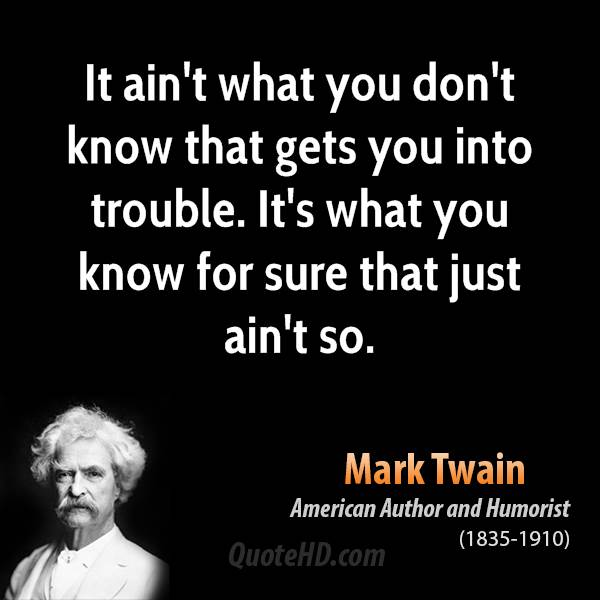 It ain't what you don't
know that gets you into
trouble. It's what you
know for sure that just
ain't so.
Mark Twain
American Author and Humorist
(1835-1910)
QuoteHD.com